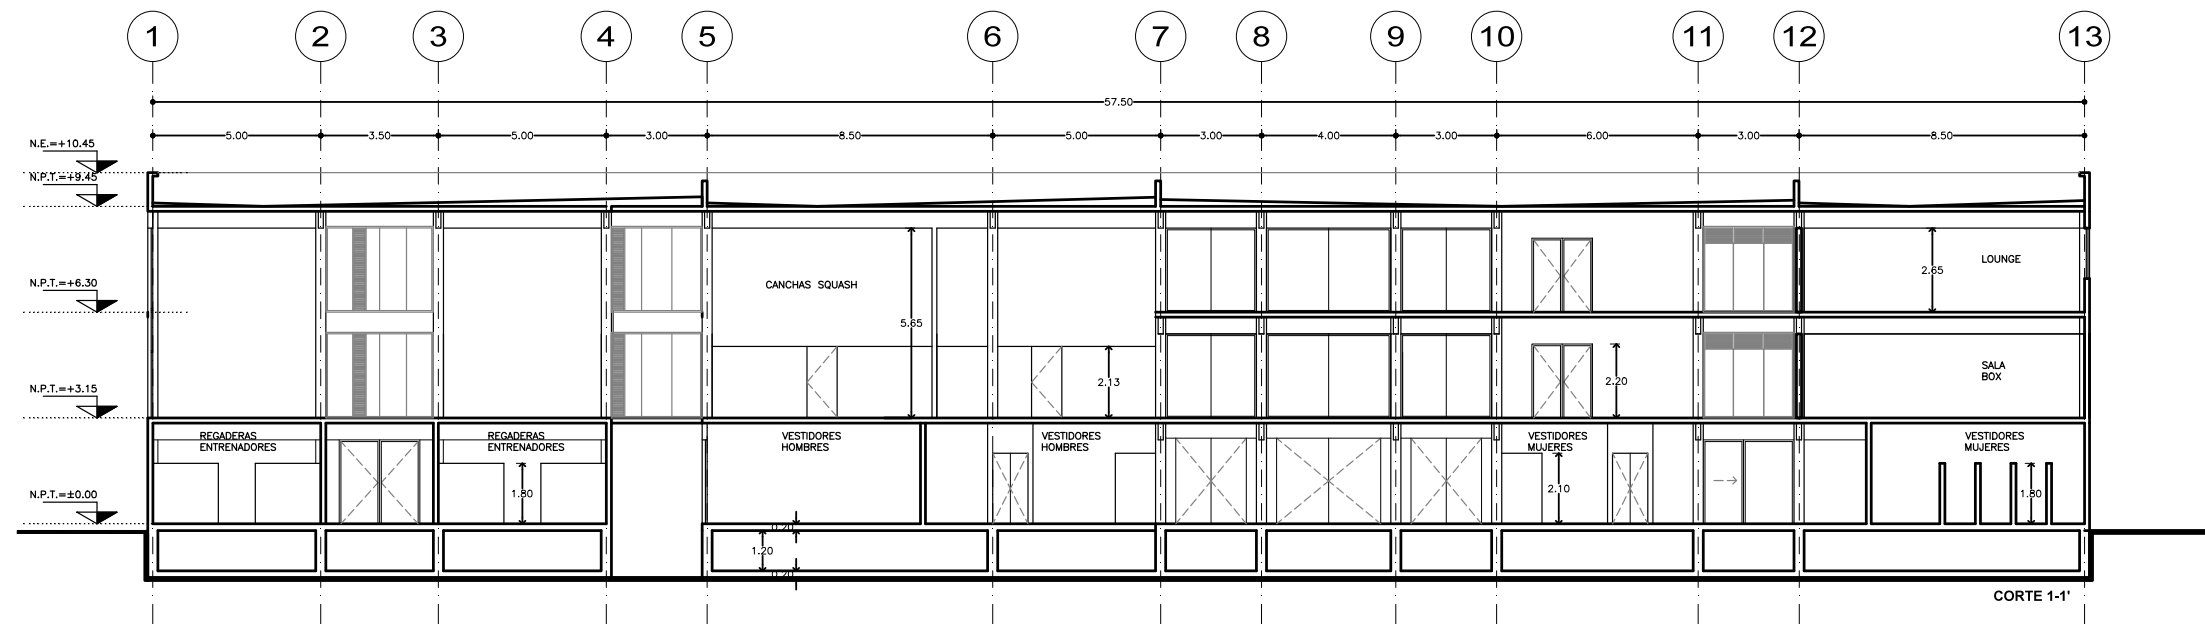 1 2 3 4 5 6 7 8 9 10 11 12 13
57.50
5.00 3.50 5.00 3.00 8.50 5.00 3.00 4.00 3.00 6.00 3.00 8.50
N.E.=+10.45
N.P.T.=+9.45
N.P.T.=+6.30
N.P.T.=+3.15
N.P.T.=±0.00
CANCHAS SQUASH
5.65
2.13
2.20
2.65
LOUNGE
SALA
BOX
REGADERAS
ENTRENADORES
REGADERAS
ENTRENADORES
1.80
VESTIDORES
HOMBRES
VESTIDORES
HOMBRES
VESTIDORES
MUJERES
2.10
VESTIDORES
MUJERES
1.80
0.20
1.20
0.20
CORTE 1-1'